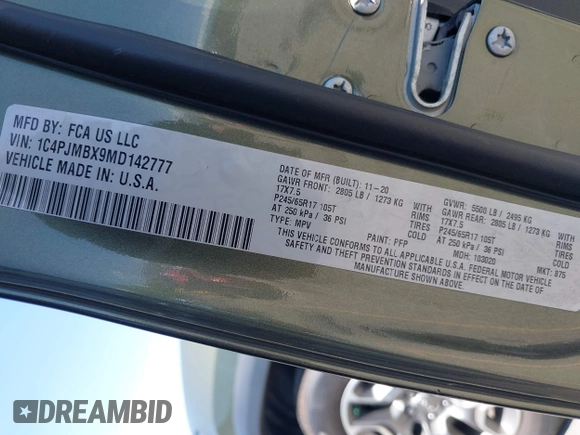 MFD. BY: FCA US LLC
VIN: 1C4PJMBX9MD142777
VEHICLE MADE IN: U.S.A.
DATE OF MFR (BUILT): 11-20
GVWR: 5500 LB / 2495 KG
GAWR FRONT: 2805 LB / 1273 KG WITH
GAWR REAR: 2805 LB / 1273 KG WITH
17X7.5 RIMS
17X7.5 RIMS
P245/65R17 105T TIRES
P245/65R17 105T TIRES
AT 250 kPa / 36 PSI COLD
AT 250 kPa / 36 PSI COLD
TYPE: MPV PAINT: PFP MDH: 103020 MKT: 875
THIS VEHICLE CONFORMS TO ALL APPLICABLE U.S.A. FEDERAL MOTOR VEHICLE
SAFETY AND THEFT PREVENTION STANDARDS IN EFFECT ON THE DATE OF
MANUFACTURE SHOWN ABOVE.
DREAMBID